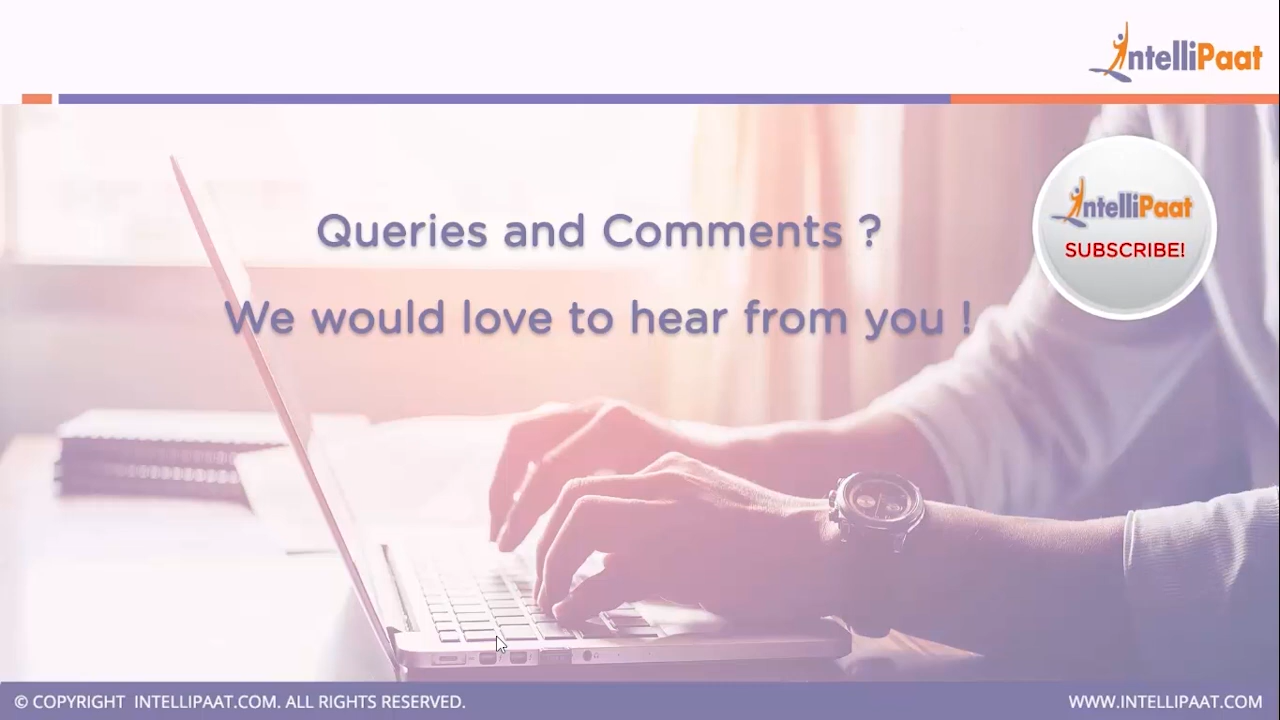 IntelliPaat
Queries and Comments ?
We would love to hear from you !
IntelliPaat
SUBSCRIBE!
© COPYRIGHT INTELLIPAAT.COM. ALL RIGHTS RESERVED.
WWW.INTELLIPAAT.COM